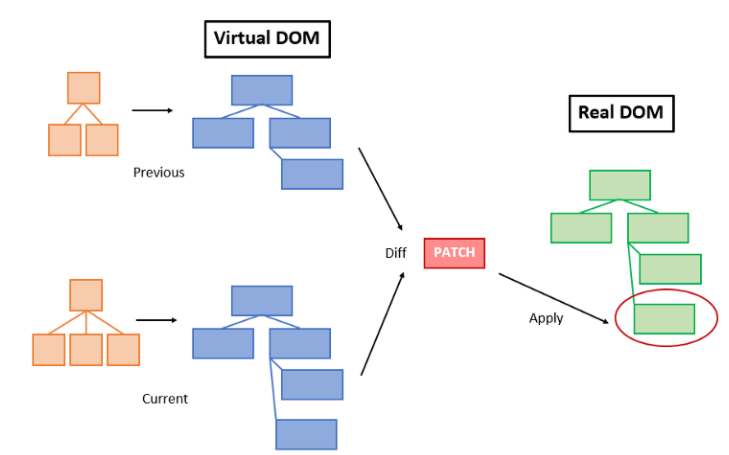 Virtual DOM
Real DOM
Previous
Diff
PATCH
Apply
Current